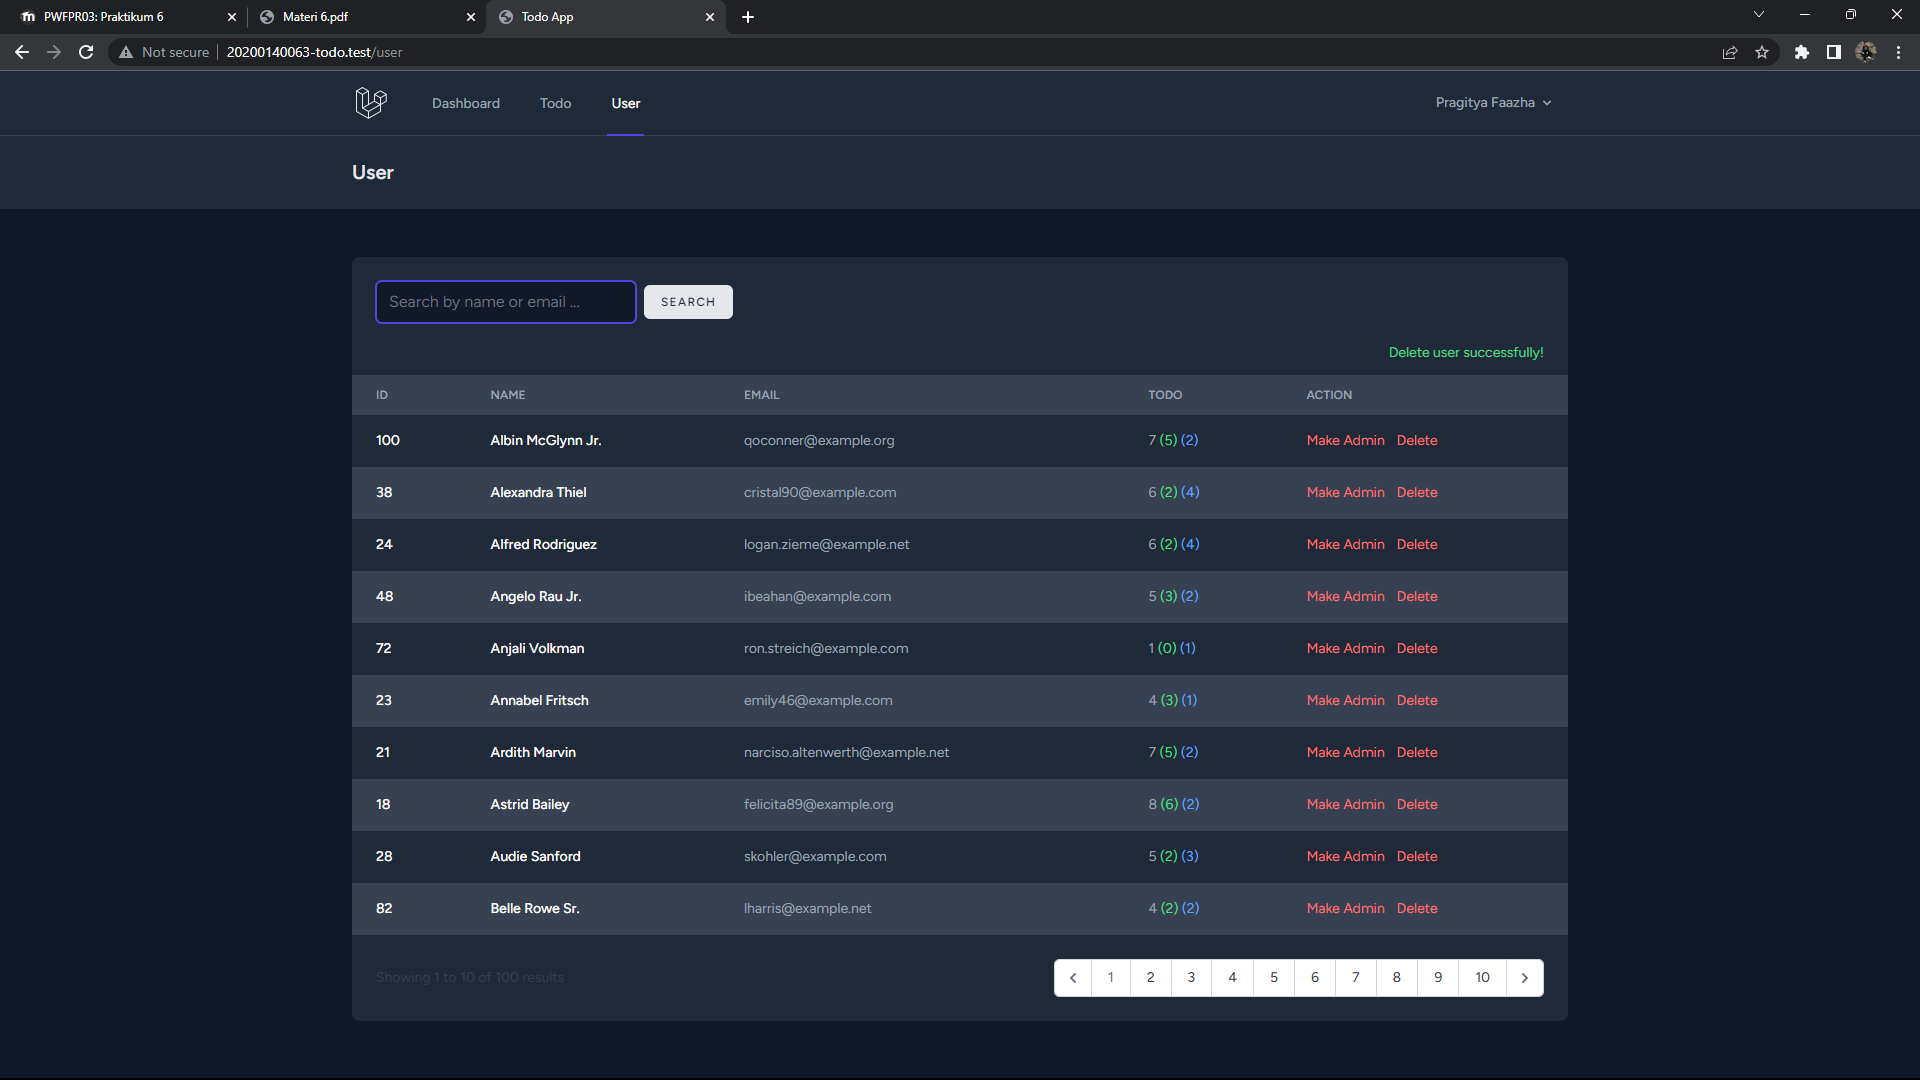 PWFPR03: Praktikum 6
Materi 6.pdf
Todo App
Not secure 20200140063-todo.test/user
Dashboard Todo User Pragitya Faazha
User
Search by name or email ... SEARCH
Delete user successfully!
ID NAME EMAIL TODO ACTION
100 Albin McGlynn Jr. qoconner@example.org 7 (5) (2) Make Admin Delete
38 Alexandra Thiel cristal90@example.com 6 (2) (4) Make Admin Delete
24 Alfred Rodriguez logan.zieme@example.net 6 (2) (4) Make Admin Delete
48 Angelo Rau Jr. ibeahan@example.com 5 (3) (2) Make Admin Delete
72 Anjali Volkman ron.streich@example.com 1 (0) (1) Make Admin Delete
23 Annabel Fritsch emily46@example.com 4 (3) (1) Make Admin Delete
21 Ardith Marvin narciso.altenwerth@example.net 7 (5) (2) Make Admin Delete
18 Astrid Bailey felicita89@example.org 8 (6) (2) Make Admin Delete
28 Audie Sanford skohler@example.com 5 (2) (3) Make Admin Delete
82 Belle Rowe Sr. lharris@example.net 4 (2) (2) Make Admin Delete
Showing 1 to 10 of 100 results 1 2 3 4 5 6 7 8 9 10